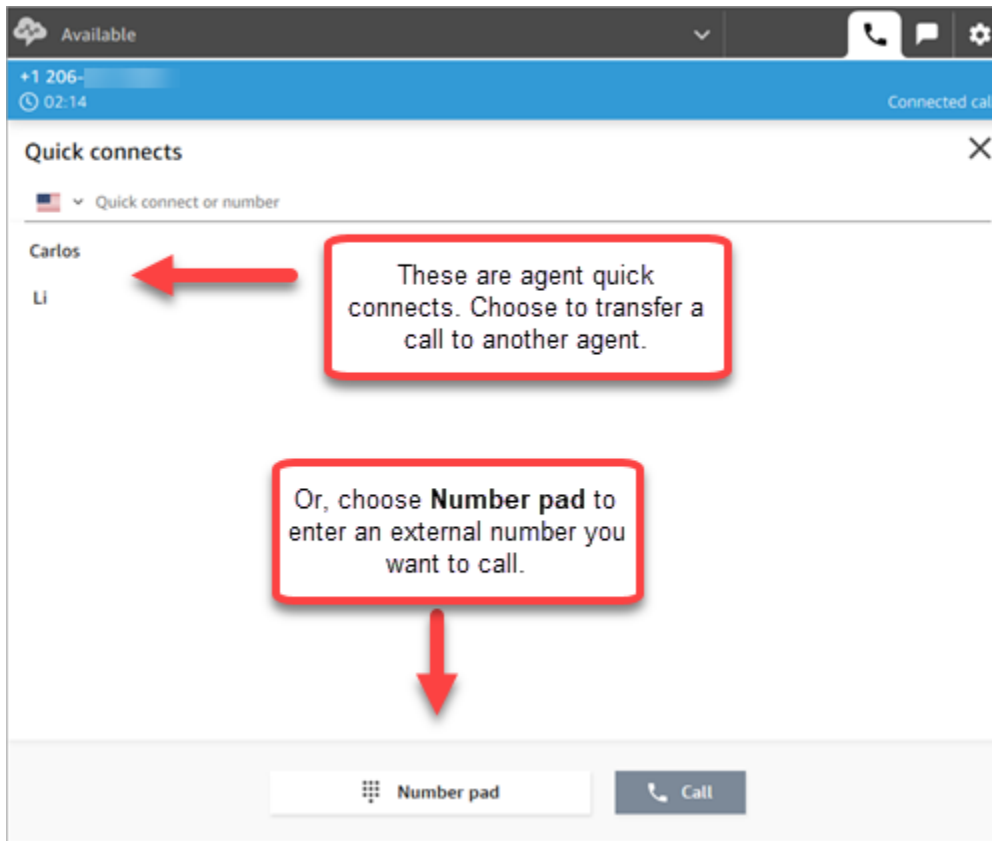 Available
+1 206-
02:14
Connected call
Quick connects
Quick connect or number
Carlos
Li
These are agent quick
connects. Choose to transfer a
call to another agent.
Or, choose Number pad to
enter an external number you
want to call.
Number pad
Call